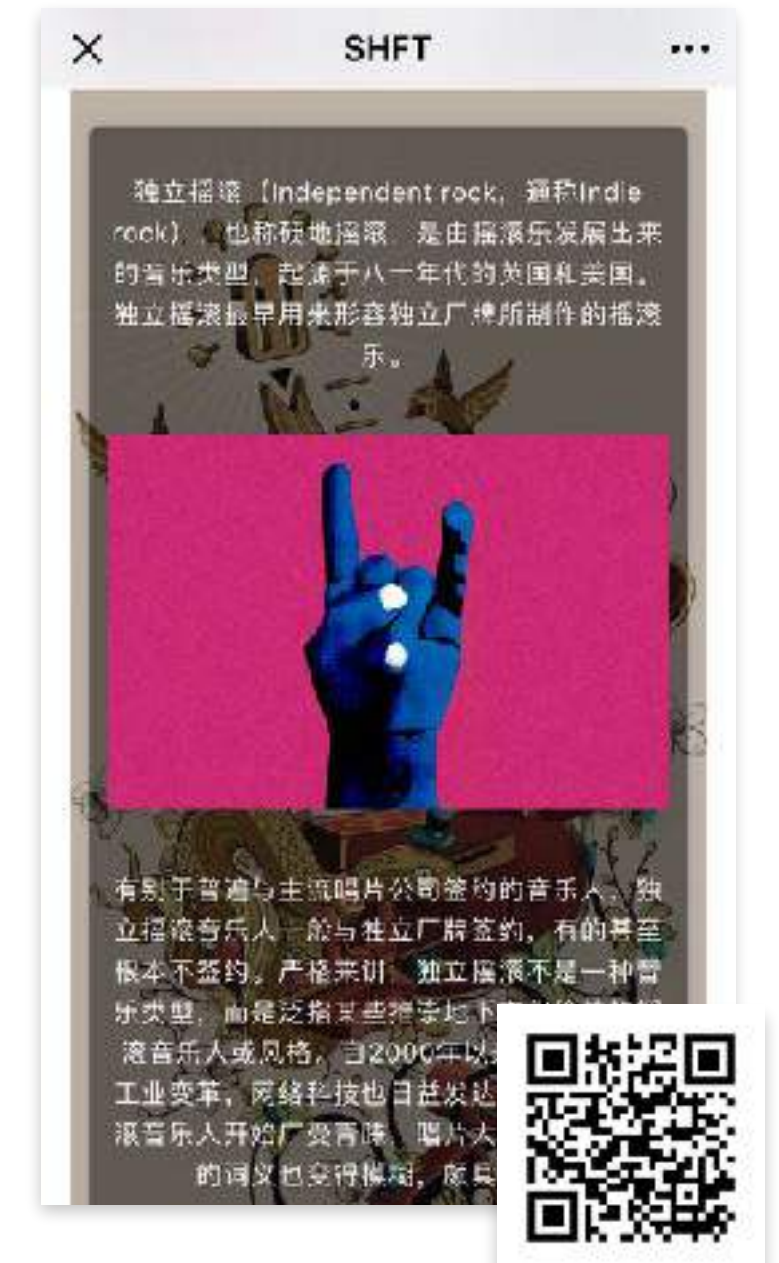 SHFT
独立摇滚（Independent rock，通称Indie
rock），也称硬地摇滚，是由摇滚乐发展出来
的音乐类型，起源于八十年代的英国和美国。
独立摇滚最早用来形容独立厂牌所制作的摇滚
乐。
有别于普遍与主流唱片公司签约的音乐人，独
立摇滚音乐人一般与独立厂牌签约，有的甚至
根本不签约。严格来讲，独立摇滚不是一种音
乐类型，而是泛指某些推崇地下
滚音乐人或风格。自2000年以
工业变革，网络科技也日益发达
滚音乐人开始广受青睐，唱片大
的词义也变得模糊，